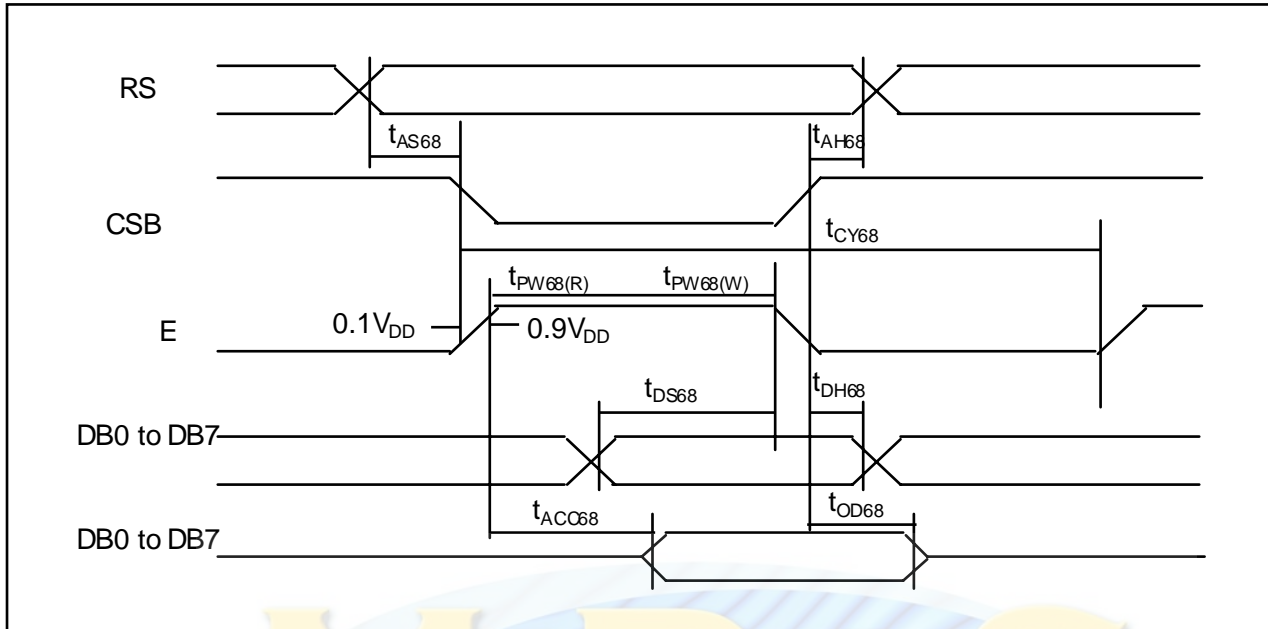 RS
tAS68
tAH68
CSB
tCY68
tPW68(R)
tPW68(W)
E
0.1VDD
0.9VDD
tDS68
tDH68
DB0 to DB7
tACC68
tOD68
DB0 to DB7